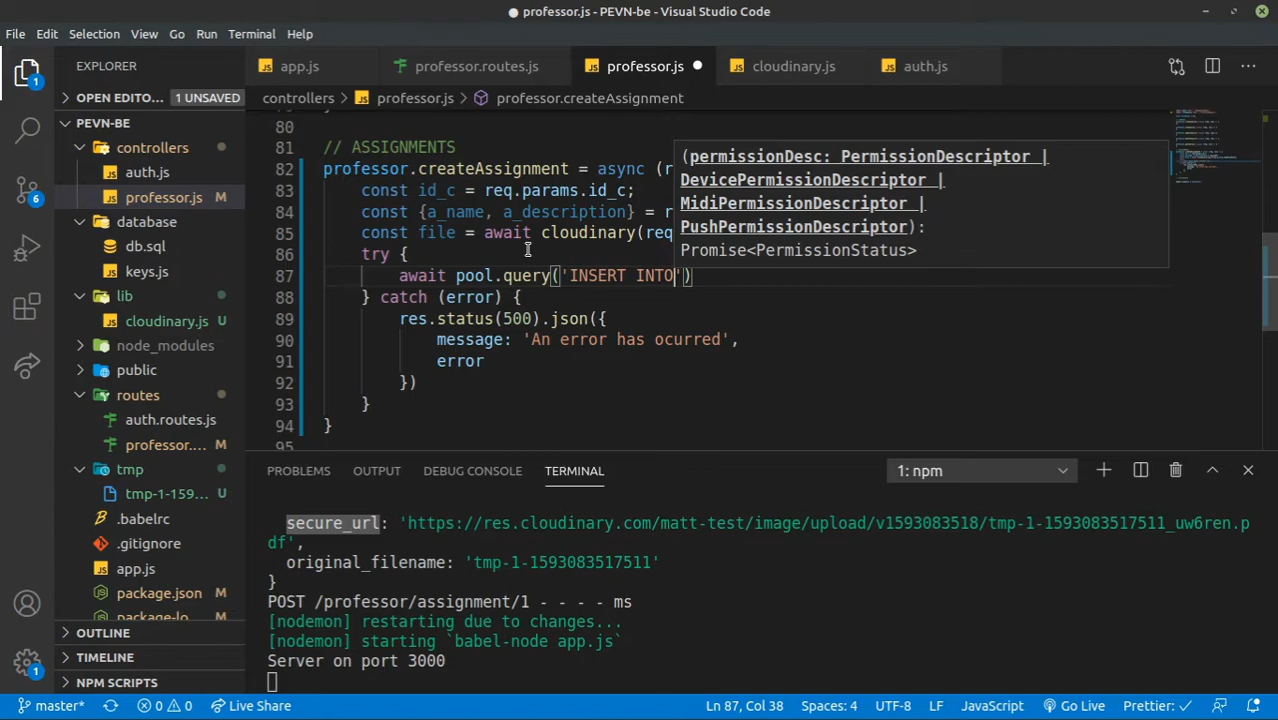 professor.js - PEVN-be - Visual Studio Code
File Edit Selection View Go Run Terminal Help
EXPLORER
app.js professor.routes.js professor.js cloudinary.js auth.js
OPEN EDITO... 1 UNSAVED
controllers professor.js professor.createAssignment
PEVN-BE
controllers
auth.js
professor.js
database
db.sql
keys.js
lib
cloudinary.js U
node_modules
public
routes
auth.routes.js
professor.... M
tmp
tmp-1-159... U
.babelrc
.gitignore
app.js
package.json M
package-lo
OUTLINE
TIMELINE
NPM SCRIPTS
1
6
1
80
81 // ASSIGNMENTS
82 professor.createAssignment = async (r
83 const id_c = req.params.id_c;
84 const {a_name, a_description} = r
85 const file = await cloudinary(req
86 try {
87 await pool.query('INSERT INTO')
88 } catch (error) {
89 res.status(500).json({
90 message: 'An error has ocurred',
91 error
92 })
93 }
94 }
95
(permissionDesc: PermissionDescriptor |
DevicePermissionDescriptor |
MidiPermissionDescriptor |
PushPermissionDescriptor):
Promise<PermissionStatus>
PROBLEMS OUTPUT DEBUG CONSOLE TERMINAL 1: npm
secure_url: 'https://res.cloudinary.com/matt-test/image/upload/v1593083518/tmp-1-1593083517511_uw6ren.p
df',
original_filename: 'tmp-1-1593083517511'
}
POST /professor/assignment/1 - - - - ms
[nodemon] restarting due to changes...
[nodemon] starting `babel-node app.js`
Server on port 3000
master* 0 0 Live Share Ln 87, Col 38 Spaces: 4 UTF-8 LF JavaScript Go Live Prettier: ✓